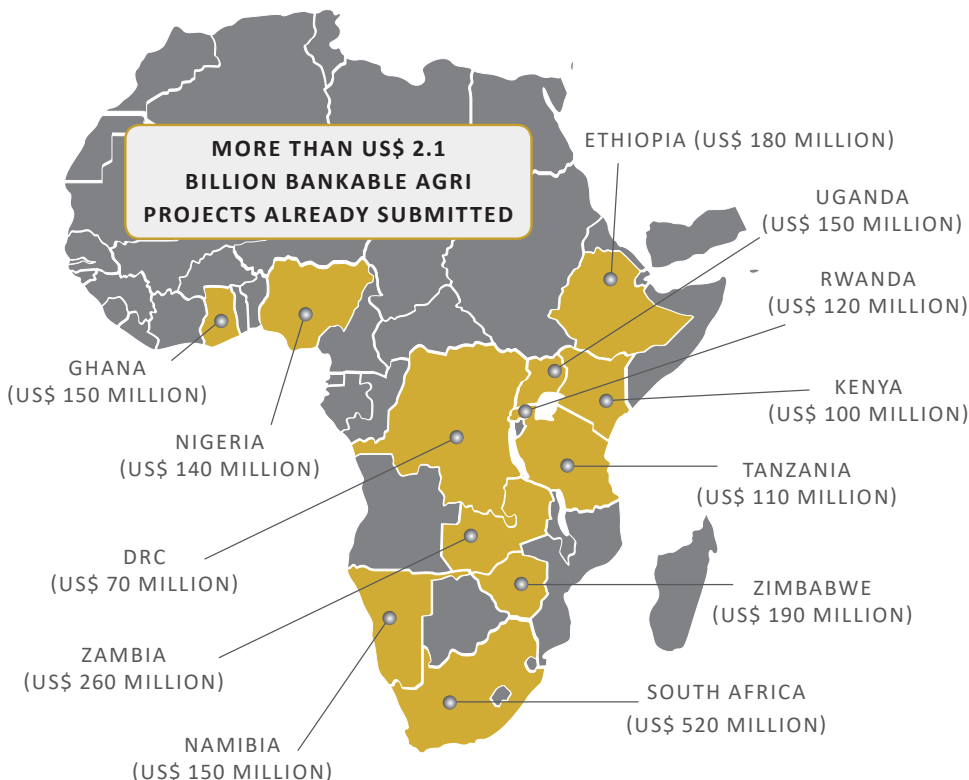 MORE THAN US$ 2.1
BILLION BANKABLE AGRI
PROJECTS ALREADY SUBMITTED
ETHIOPIA (US$ 180 MILLION)
UGANDA
(US$ 150 MILLION)
RWANDA
(US$ 120 MILLION)
KENYA
(US$ 100 MILLION)
TANZANIA
(US$ 110 MILLION)
ZIMBABWE
(US$ 190 MILLION)
SOUTH AFRICA
(US$ 520 MILLION)
GHANA
(US$ 150 MILLION)
NIGERIA
(US$ 140 MILLION)
DRC
(US$ 70 MILLION)
ZAMBIA
(US$ 260 MILLION)
NAMIBIA
(US$ 150 MILLION)